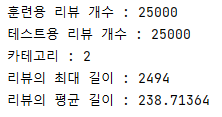 훈련용 리뷰 개수 : 25000
테스트용 리뷰 개수 : 25000
카테고리 : 2
리뷰의 최대 길이 : 2494
리뷰의 평균 길이 : 238.71364